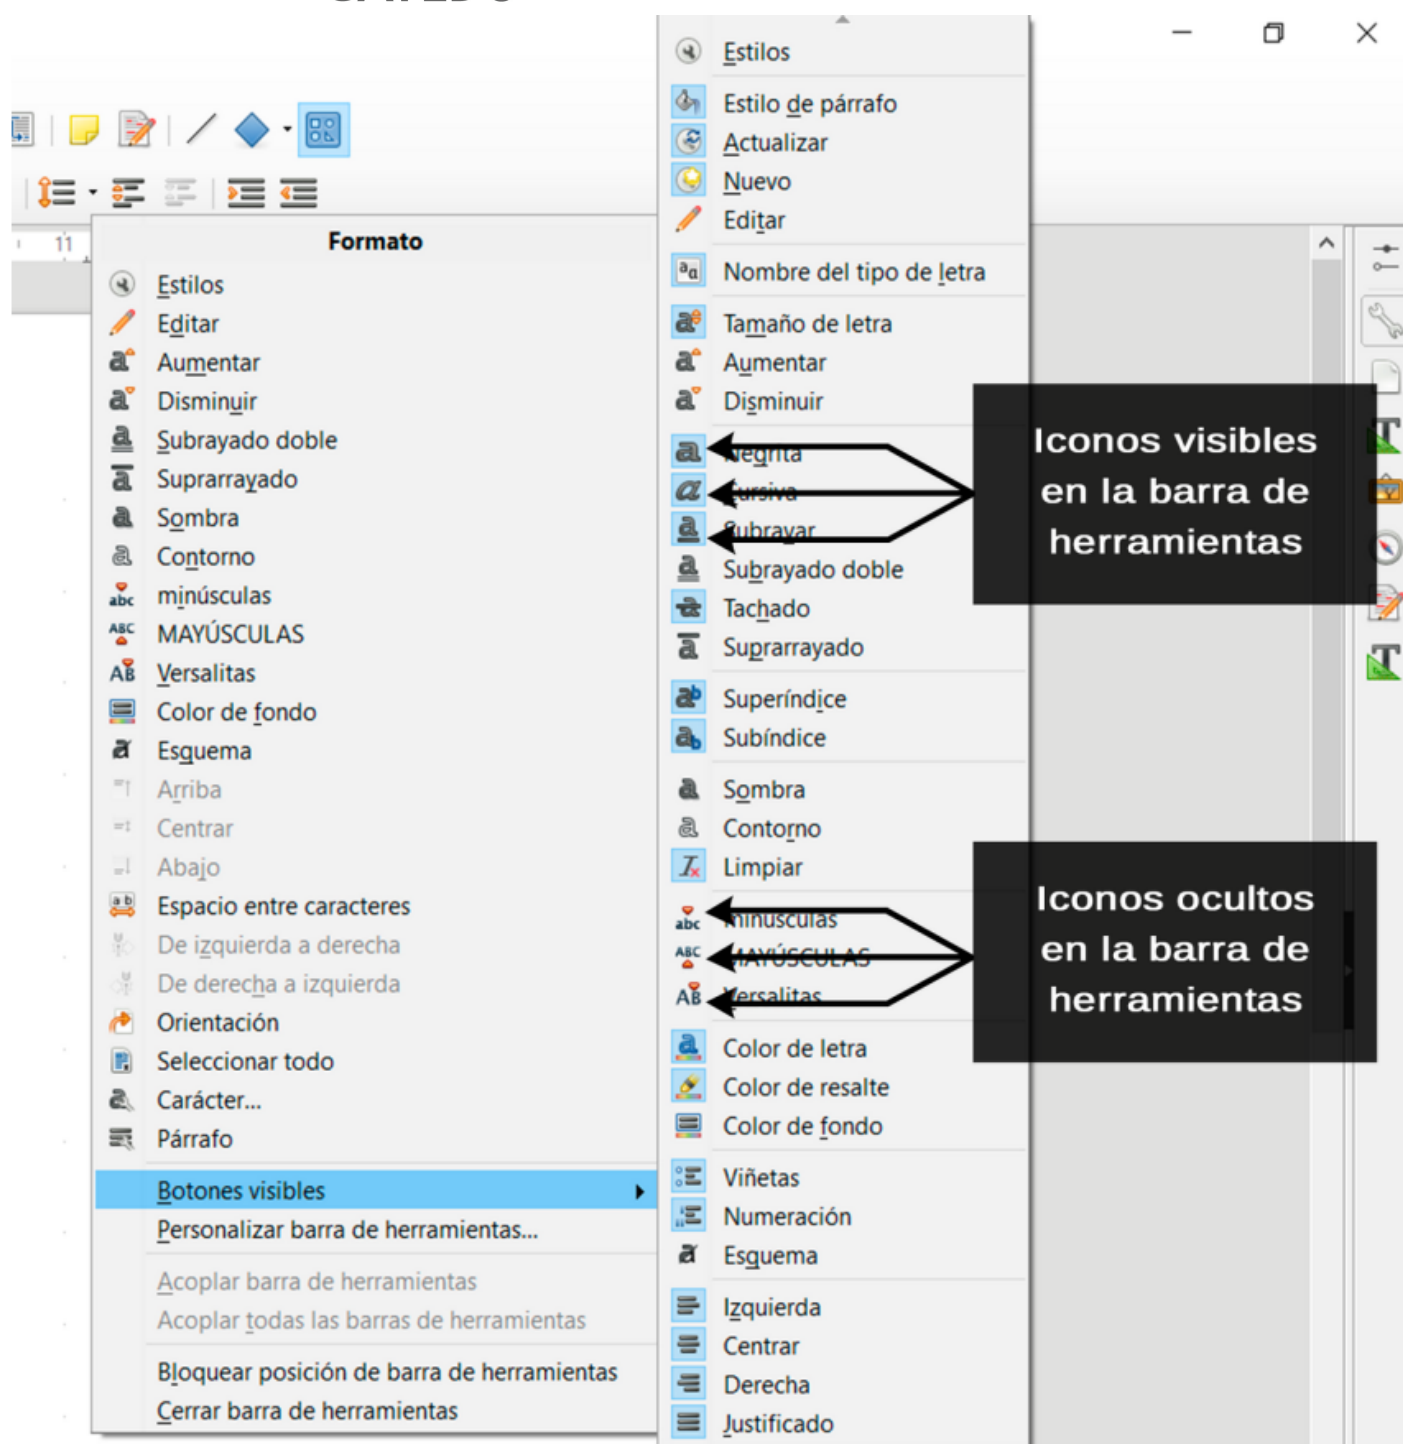 11
Formato
Estilos
Editar
Aumentar
Disminuir
Subrayado doble
Suprarrayado
Sombra
Contorno
minúsculas
MAYÚSCULAS
Versalitas
Color de fondo
Esquema
Arriba
Centrar
Abajo
Espacio entre caracteres
De izquierda a derecha
De derecha a izquierda
Orientación
Seleccionar todo
Carácter...
Párrafo
Botones visibles
Personalizar barra de herramientas...
Acoplar barra de herramientas
Acoplar todas las barras de herramientas
Bloquear posición de barra de herramientas
Cerrar barra de herramientas
Estilos
Estilo de párrafo
Actualizar
Nuevo
Editar
Nombre del tipo de letra
Tamaño de letra
Aumentar
Disminuir
Negrita
Cursiva
Subrayar
Subrayado doble
Tachado
Suprarrayado
Superíndice
Subíndice
Sombra
Contorno
Limpiar
minúsculas
MAYÚSCULAS
Versalitas
Color de letra
Color de resalte
Color de fondo
Viñetas
Numeración
Esquema
Izquierda
Centrar
Derecha
Justificado
Iconos visibles
en la barra de
herramientas
Iconos ocultos
en la barra de
herramientas